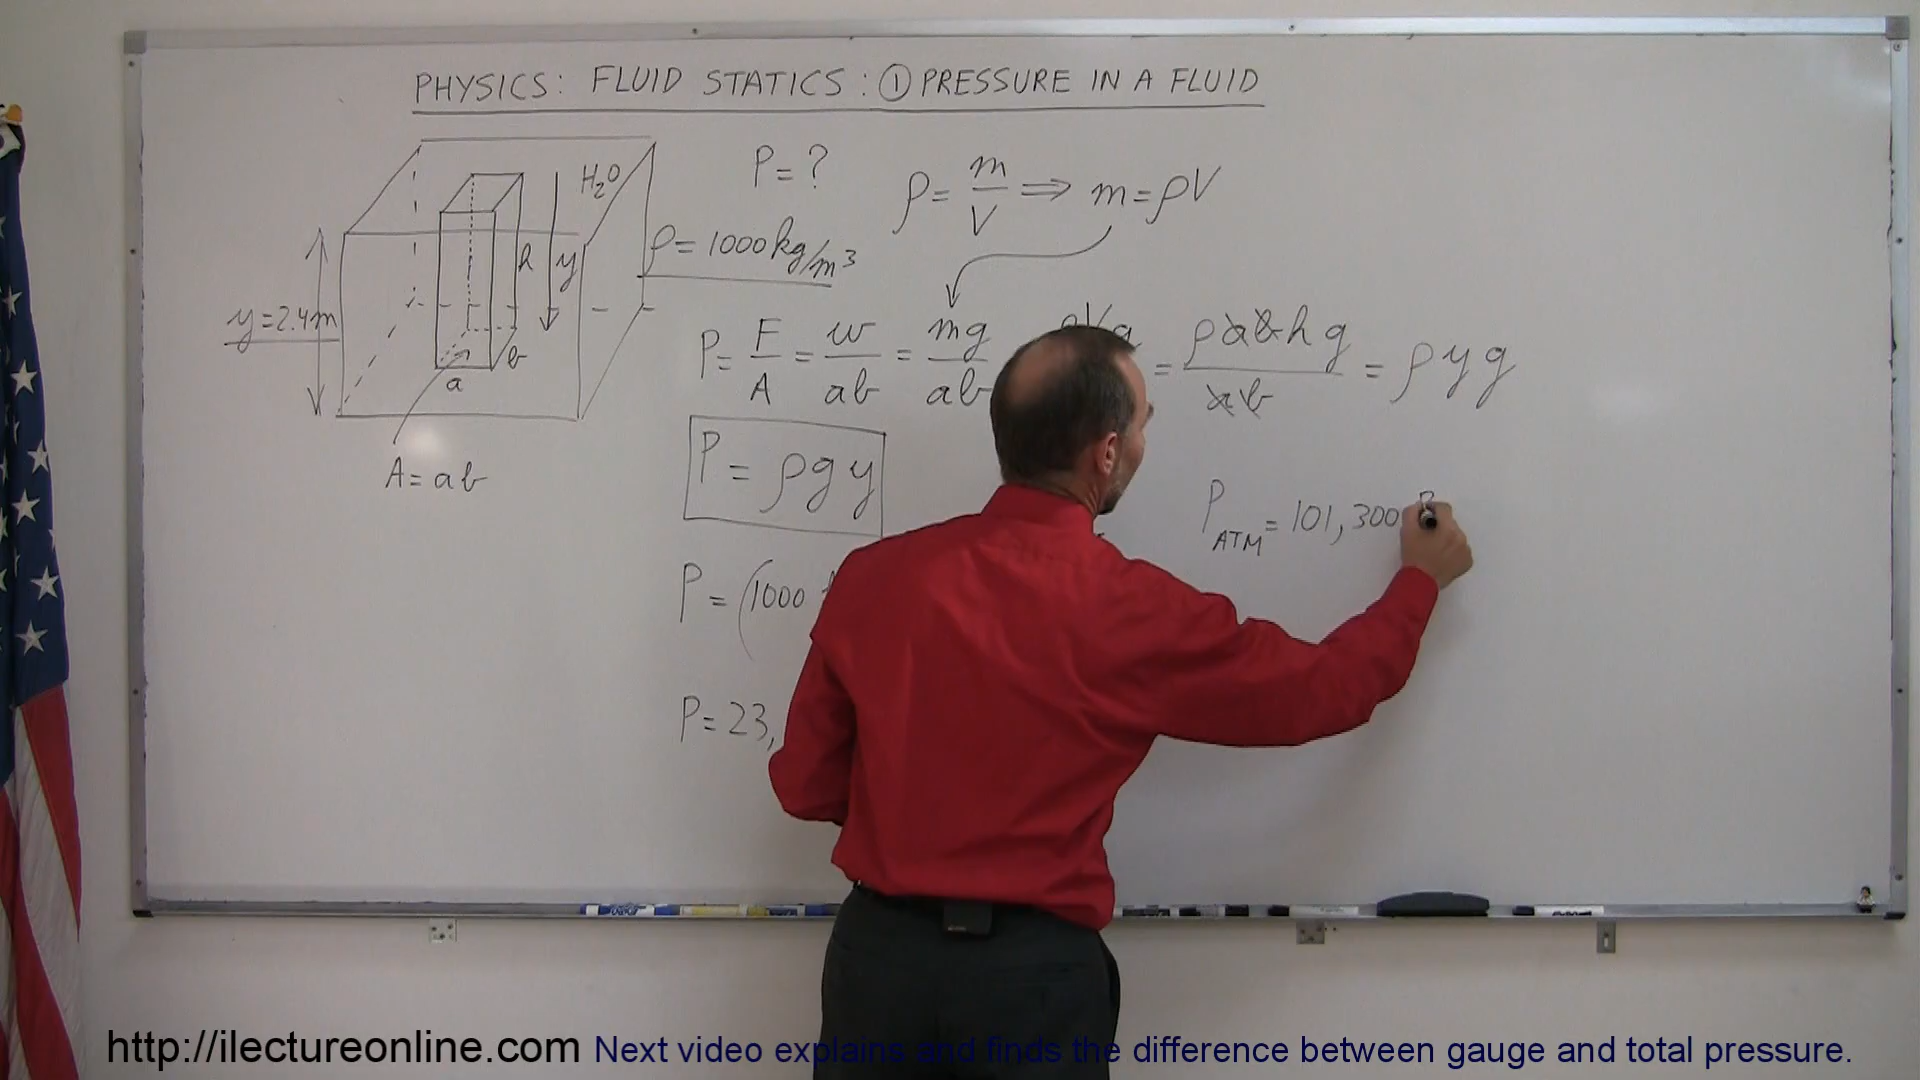 PHYSICS: FLUID STATICS: ① PRESSURE IN A FLUID
P = ?
H₂O
ρ = m/V ⇒ m = ρV
ρ = 1000 kg/m³
h y
y = 2.4 m
P = F/A = w/ab = mg/ab
= ρabhg/ab = ρyg
b
a
A = ab
P = ρgy
P_ATM = 101,300
P = (1000
P = 23,
http://ilectureonline.com Next video explains and finds the difference between gauge and total pressure.